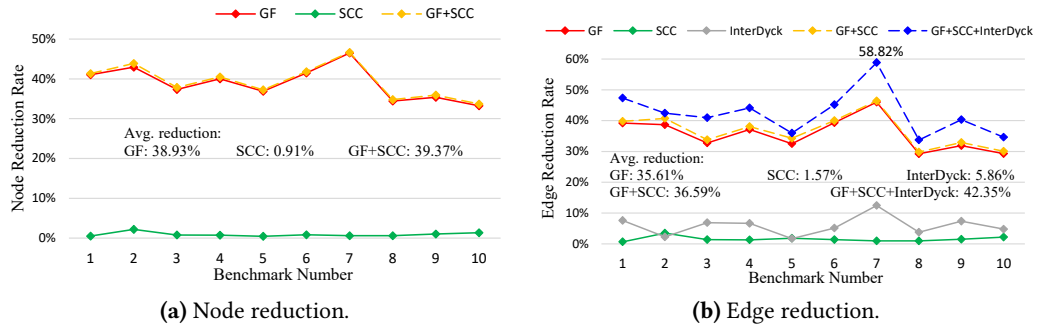 GF SCC GF+SCC
50%
40%
30%
20%
10%
0%
Node Reduction Rate
Avg. reduction:
GF: 38.93% SCC: 0.91% GF+SCC: 39.37%
1 2 3 4 5 6 7 8 9 10
Benchmark Number
(a) Node reduction.
GF SCC InterDyck GF+SCC GF+SCC+InterDyck
58.82%
60%
50%
40%
30%
20%
10%
0%
Edge Reduction Rate
Avg. reduction:
GF: 35.61% SCC: 1.57% InterDyck: 5.86%
GF+SCC: 36.59% GF+SCC+InterDyck: 42.35%
1 2 3 4 5 6 7 8 9 10
Benchmark Number
(b) Edge reduction.